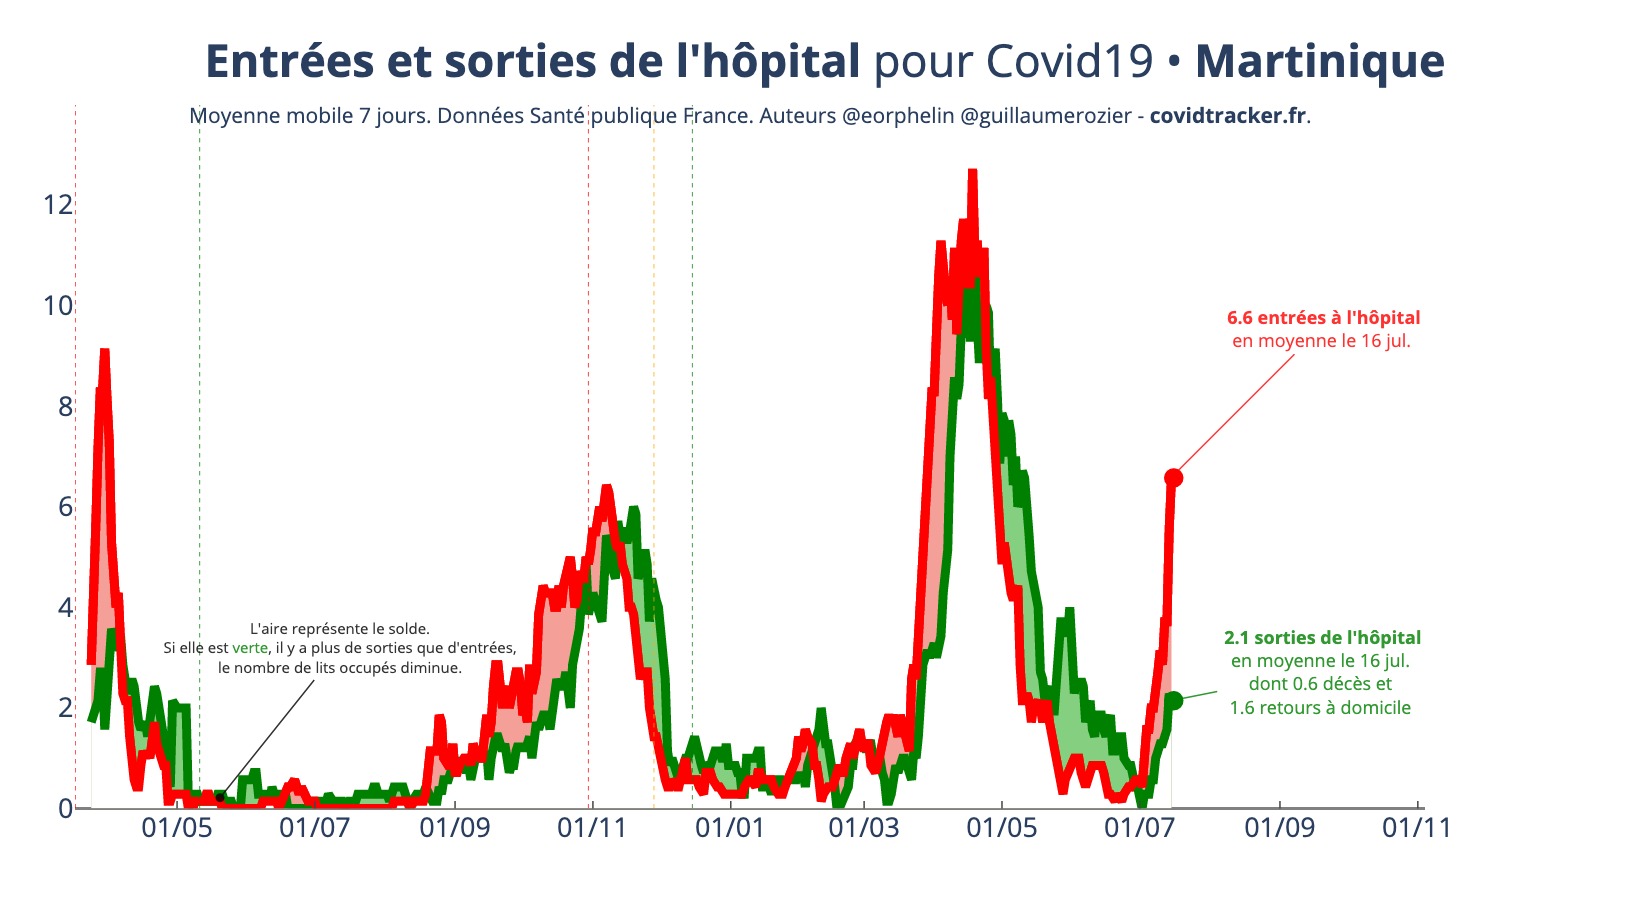 Entrées et sorties de l'hôpital pour Covid19 • Martinique
Moyenne mobile 7 jours. Données Santé publique France. Auteurs @eorphelin @guillaumerozier - covidtracker.fr.
12
10
8
6
4
2
0
6.6 entrées à l'hôpital
en moyenne le 16 jul.
L'aire représente le solde.
Si elle est verte, il y a plus de sorties que d'entrées,
le nombre de lits occupés diminue.
2.1 sorties de l'hôpital
en moyenne le 16 jul.
dont 0.6 décès et
1.6 retours à domicile
01/05 01/07 01/09 01/11 01/01 01/03 01/05 01/07 01/09 01/11